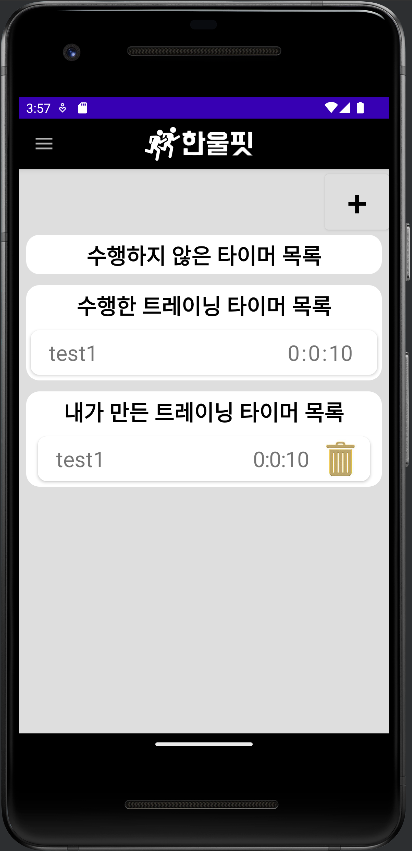 3:57
한울핏
+
수행하지 않은 타이머 목록
수행한 트레이닝 타이머 목록
test1 0:0:10
내가 만든 트레이닝 타이머 목록
test1 0:0:10